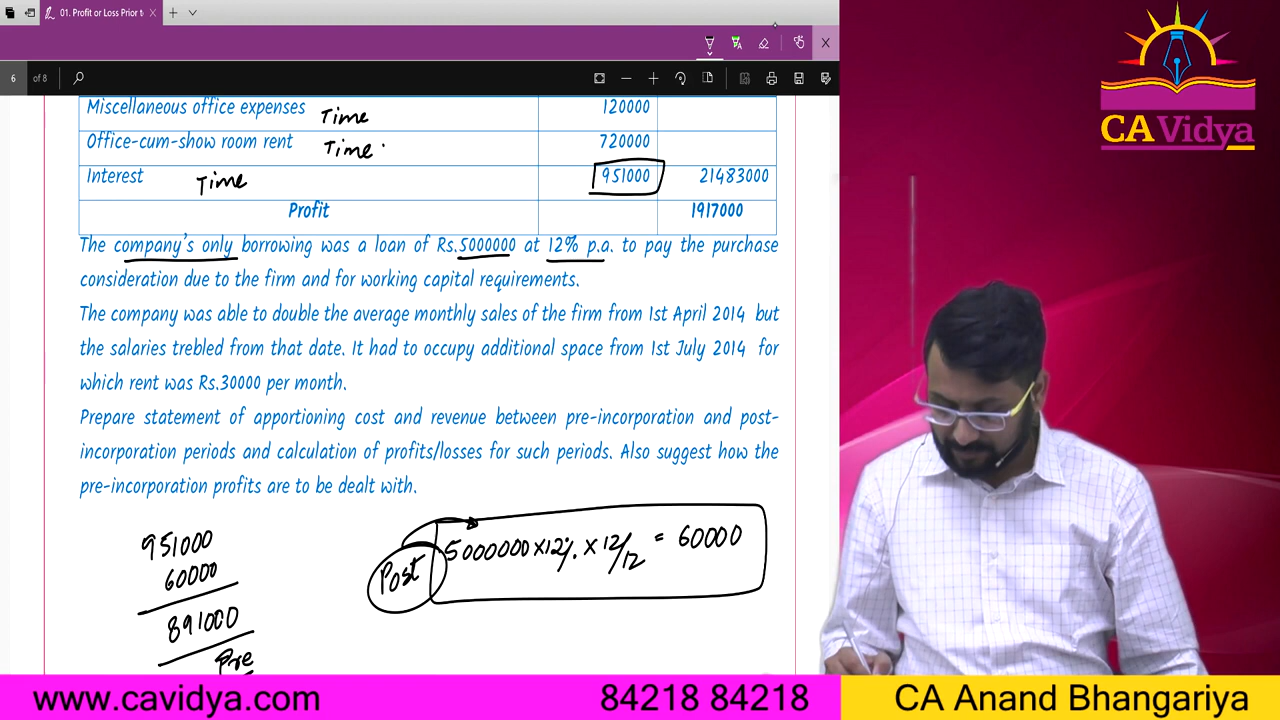 01. Profit or Loss Prior t
6 of 8
Miscellaneous office expenses Time 120000
Office-cum-show room rent Time 720000
Interest Time 951000 21483000
Profit 1917000
The company's only borrowing was a loan of Rs.5000000 at 12% p.a. to pay the purchase
consideration due to the firm and for working capital requirements.
The company was able to double the average monthly sales of the firm from 1st April 2014 but
the salaries trebled from that date. It had to occupy additional space from 1st July 2014 for
which rent was Rs.30000 per month.
Prepare statement of apportioning cost and revenue between pre-incorporation and post-
incorporation periods and calculation of profits/losses for such periods. Also suggest how the
pre-incorporation profits are to be dealt with.
951000
60000
891000
Pre
Post 5000000 x 12% x 12/12 = 60000
CA Vidya
www.cavidya.com 84218 84218 CA Anand Bhangariya